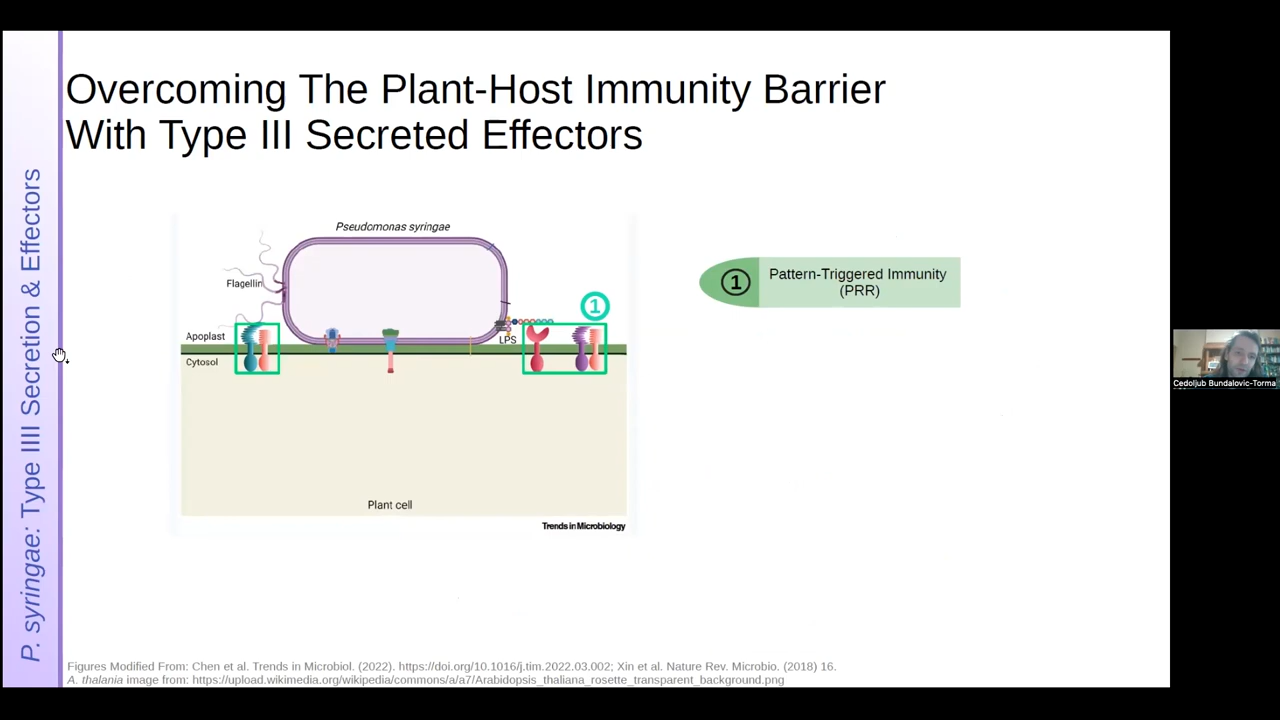 P. syringae: Type IIII Secretion & Effectors
Overcoming The Plant-Host Immunity Barrier
With Type III Secreted Effectors
Pseudomonas syringae
Flagellin
1
Apoplast
LPS
Cytosol
Plant cell
Trends in Microbiology
1
Pattern-Triggered Immunity
(PRR)
Cedoljub Bundalovic-Torma
Figures Modified From: Chen et al. Trends in Microbiol. (2022). https://doi.org/10.1016/j.tim.2022.03.002; Xin et al. Nature Rev. Microbio. (2018) 16.
A. thalania image from: https://upload.wikimedia.org/wikipedia/commons/a/a7/Arabidopsis_thaliana_rosette_transparent_background.png